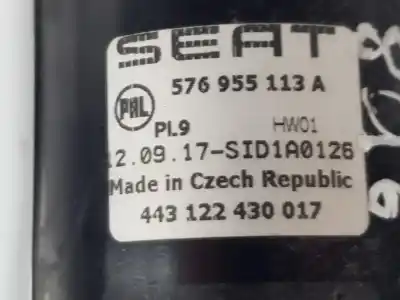 SEAT
576 955 113 A
PAL
PI.9 HW01
12.09.17-SID1A0126
Made in Czech Republic
443 122 430 017